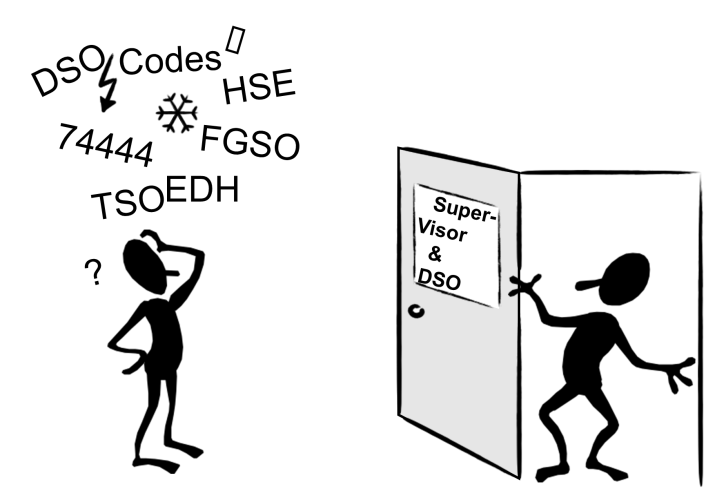 DSO Codes
HSE
74444 FGSO
TSO EDH
?
Super-
Visor
&
DSO